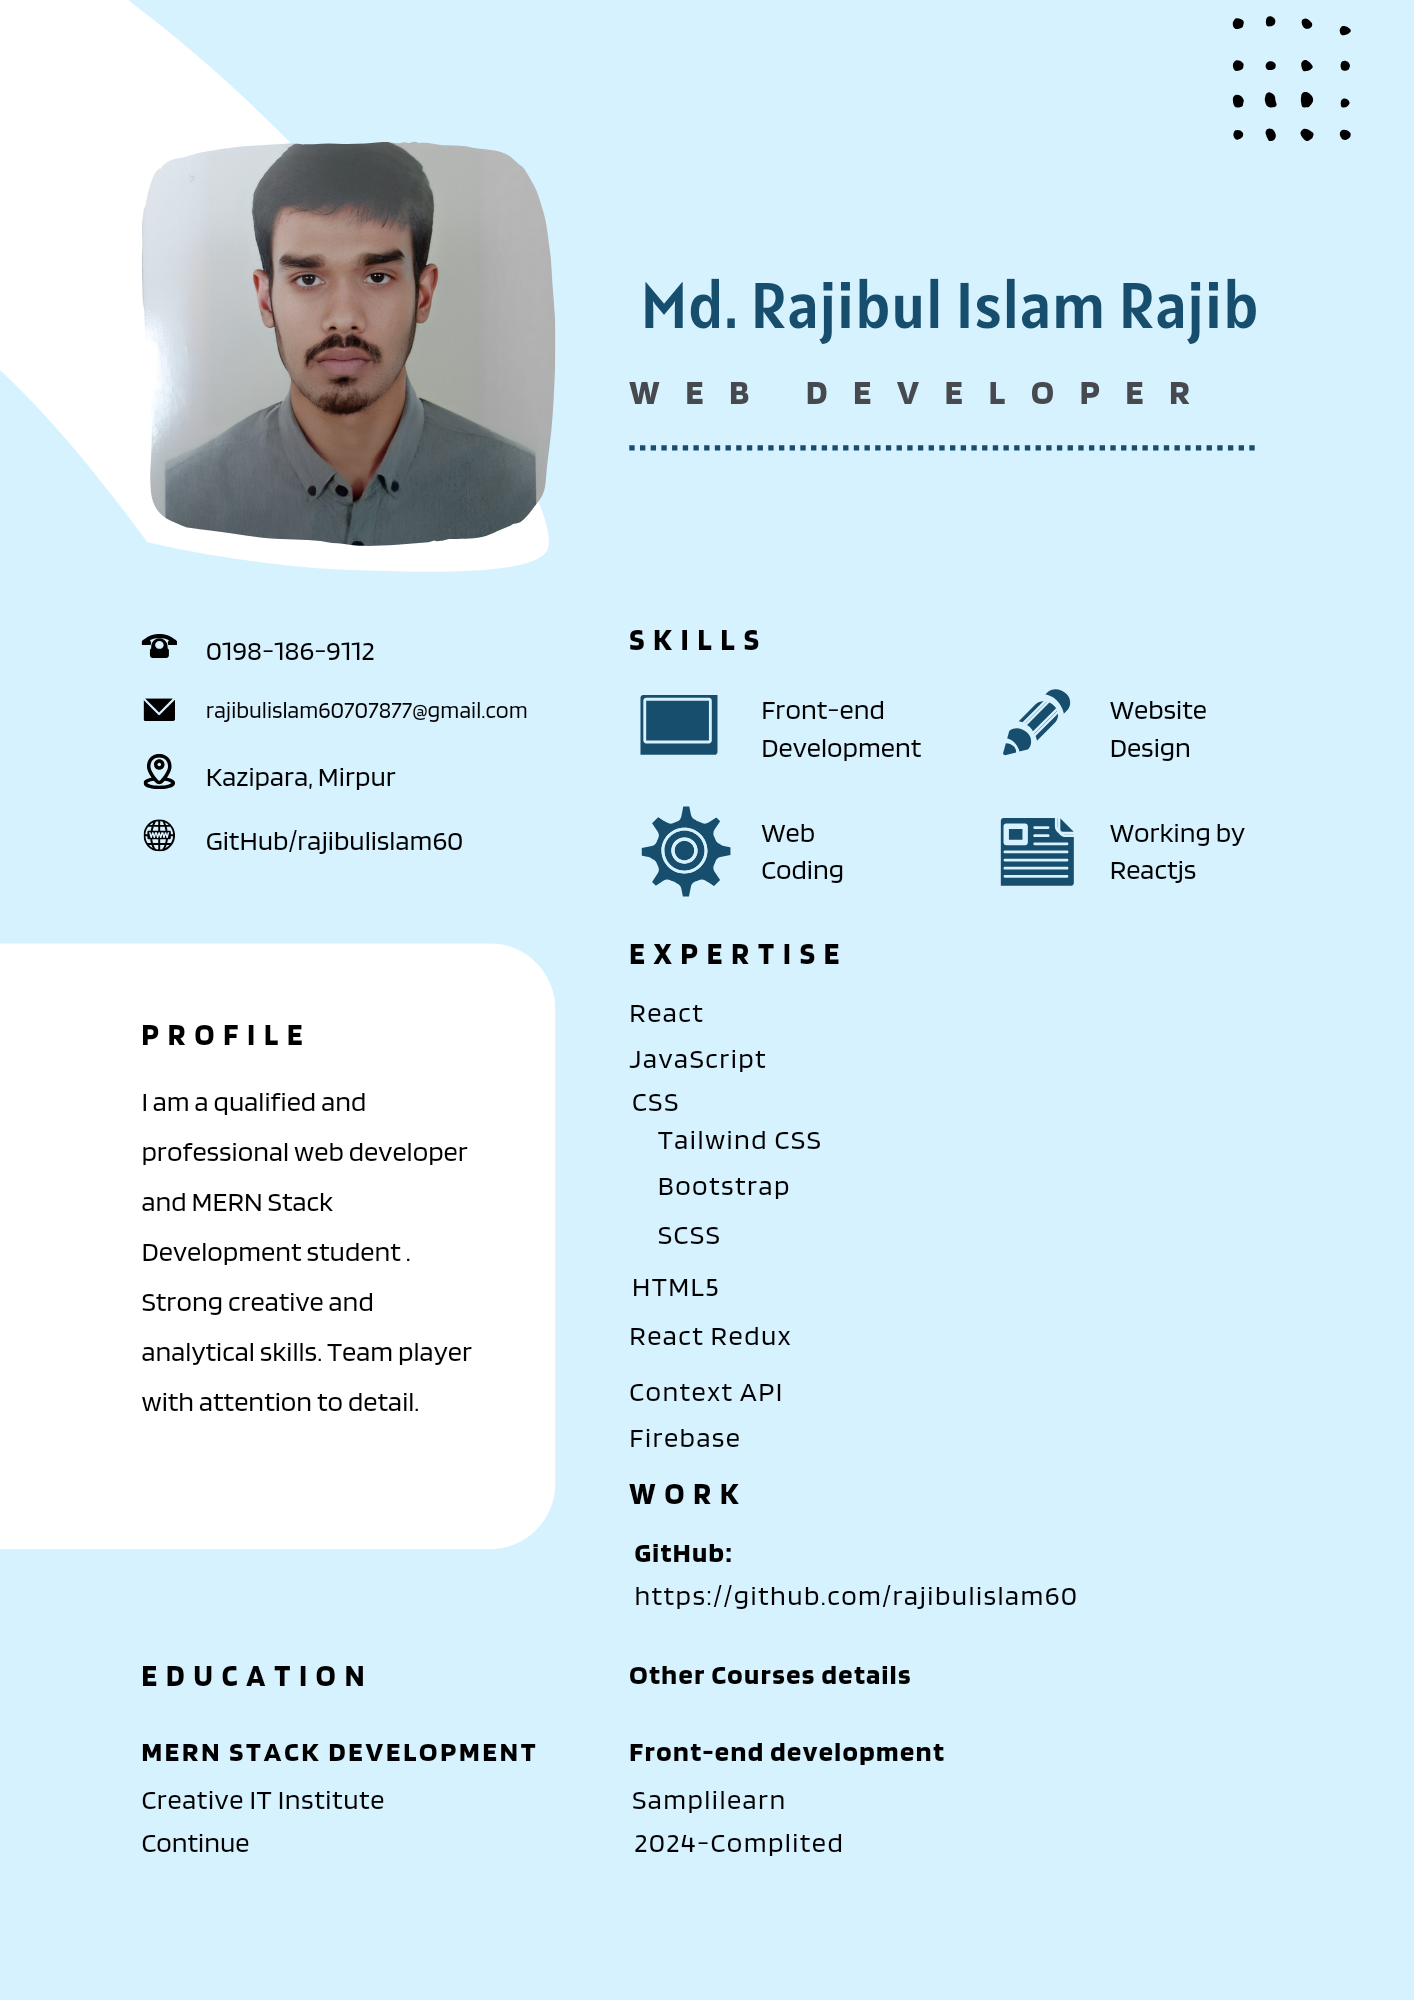 Md. Rajibul Islam Rajib
WEB DEVELOPER
0198-186-9112
rajibulislam60707877@gmail.com
Kazipara, Mirpur
GitHub/rajibulislam60
PROFILE
I am a qualified and
professional web developer
and MERN Stack
Development student .
Strong creative and
analytical skills. Team player
with attention to detail.
EDUCATION
MERN STACK DEVELOPMENT
Creative IT Institute
Continue
SKILLS
Front-end
Development
Website
Design
Web
Coding
Working by
Reactjs
EXPERTISE
React
JavaScript
CSS
Tailwind CSS
Bootstrap
SCSS
HTML5
React Redux
Context API
Firebase
WORK
GitHub:
https://github.com/rajibulislam60
Other Courses details
Front-end development
Samplilearn
2024-Complited